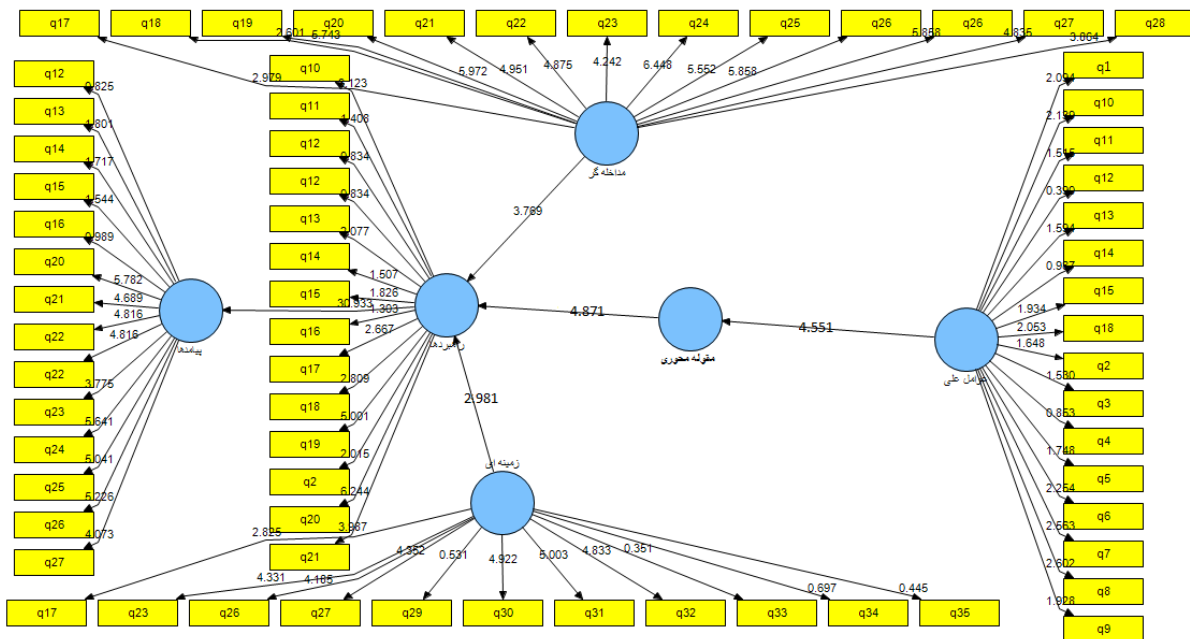 q17 q18 q19 q20 q21 q22 q23 q24 q25 q26 q26 q27 q28
2.979 2.601 5.743 5.972 4.951 4.875 4.242 6.448 5.552 5.858 5.858 4.835 3.864
مداخله گر
3.769
q12 0.825
q13 1.801
q14 1.717
q15 1.544
q16 0.989
q20 5.782
q21 4.689
q22 4.816
q22 4.816
q23 3.775
q24 5.641
q25 5.041
q26 5.226
q27 4.073
پیامدها
30.933
q10 2.123
q11 1.408
q12 0.834
q12 0.834
q13 2.077
q14 1.507
q15 1.826
q16 1.303
q17 2.667
q18 2.809
q19 5.001
q2 2.015
q20 6.244
q21 3.987
راهبردها
4.871
مقوله محوری
4.551
عوامل علی
q1 2.094
q10
q11 1.515
q12
q13 1.594
q14
q15 1.934
q18 2.053
q2 1.648
q3 1.530
q4 0.853
q5 1.748
q6 2.254
q7 2.563
q8 2.602
q9 1.928
2.981
زمینه ای
2.825 4.331 4.352 4.185 0.531 4.922 5.003 4.833 0.351 0.697 0.445
q17 q23 q26 q27 q29 q30 q31 q32 q33 q34 q35